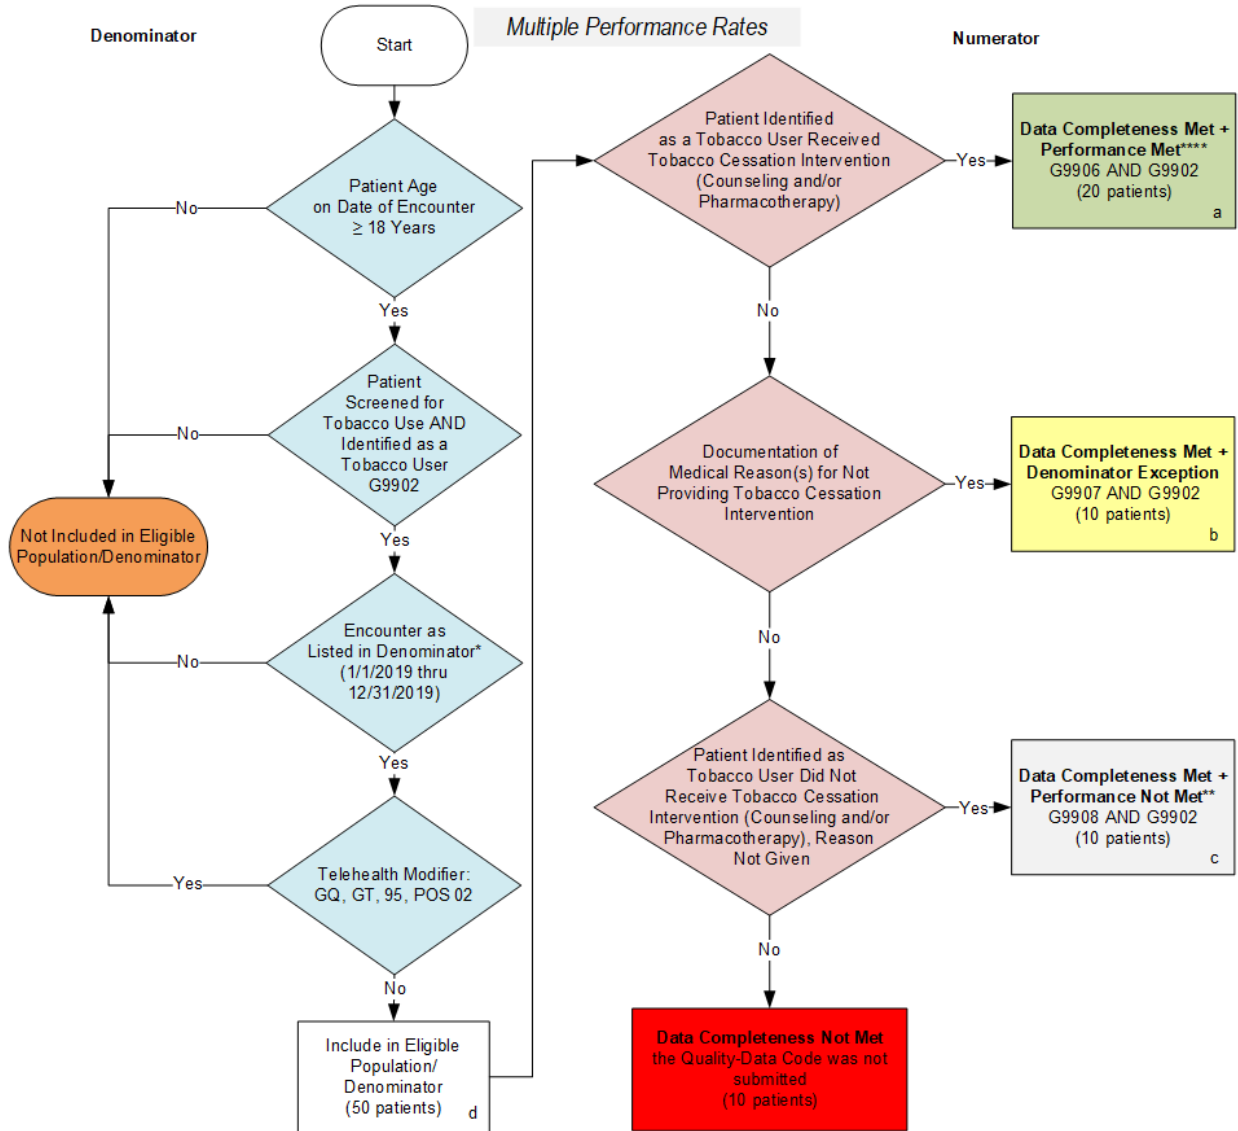 Denominator
Multiple Performance Rates
Numerator
Start
Patient Age
on Date of Encounter
≥ 18 Years
No
Yes
Patient
Screened for
Tobacco Use AND
Identified as a
Tobacco User
G9902
No
Yes
Not Included in Eligible
Population/Denominator
Encounter as
Listed in Denominator*
(1/1/2019 thru
12/31/2019)
No
Yes
Telehealth Modifier:
GQ, GT, 95, POS 02
Yes
No
Include in Eligible
Population/
Denominator
(50 patients)
d
Patient Identified
as a Tobacco User Received
Tobacco Cessation Intervention
(Counseling and/or
Pharmacotherapy)
Yes
Data Completeness Met +
Performance Met****
G9906 AND G9902
(20 patients)
a
No
Documentation of
Medical Reason(s) for Not
Providing Tobacco Cessation
Intervention
Yes
Data Completeness Met +
Denominator Exception
G9907 AND G9902
(10 patients)
b
No
Patient Identified as
Tobacco User Did Not
Receive Tobacco Cessation
Intervention (Counseling and/or
Pharmacotherapy), Reason
Not Given
Yes
Data Completeness Met +
Performance Not Met**
G9908 AND G9902
(10 patients)
c
No
Data Completeness Not Met
the Quality-Data Code was not
submitted
(10 patients)